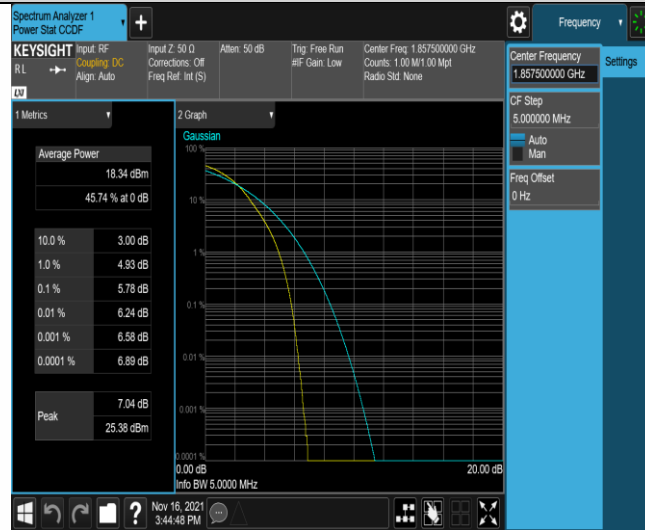 Spectrum Analyzer 1
Power Stat CCDF
Frequency
KEYSIGHT
R L
LXI
Input: RF
Coupling: DC
Align: Auto
Input Z: 50 Ω
Corrections: Off
Freq Ref: Int (S)
Atten: 50 dB
Trig: Free Run
#IF Gain: Low
Center Freq: 1.857500000 GHz
Counts: 1.00 M/1.00 Mpt
Radio Std: None
Center Frequency
1.857500000 GHz
Settings
CF Step
5.000000 MHz
Auto
Man
Freq Offset
0 Hz
1 Metrics
Average Power
18.34 dBm
45.74 % at 0 dB
10.0 % 3.00 dB
1.0 % 4.93 dB
0.1 % 5.78 dB
0.01 % 6.24 dB
0.001 % 6.58 dB
0.0001 % 6.89 dB
Peak 7.04 dB
25.38 dBm
2 Graph
Gaussian
100 %
10 %
1 %
0.1 %
0.01 %
0.001 %
0.0001 %
0.00 dB 20.00 dB
Info BW 5.0000 MHz
?
Nov 16, 2021
3:44:48 PM